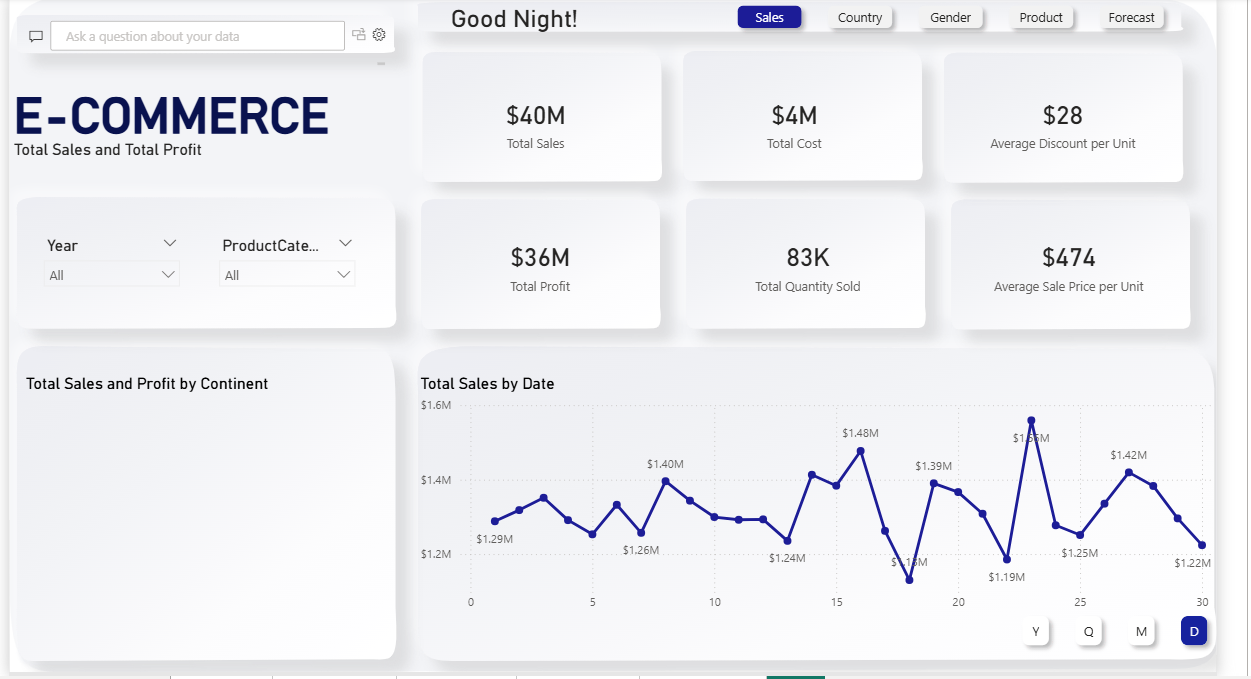 Ask a question about your data
Good Night!
Sales Country Gender Product Forecast
E-COMMERCE
Total Sales and Total Profit
$40M
Total Sales
$4M
Total Cost
$28
Average Discount per Unit
Year
All
ProductCate...
All
$36M
Total Profit
83K
Total Quantity Sold
$474
Average Sale Price per Unit
Total Sales and Profit by Continent
Total Sales by Date
$1.6M
$1.4M
$1.2M
$1.29M
$1.26M
$1.40M
$1.24M
$1.48M
$1.39M
$1.19M
$1.25M
$1.42M
$1.22M
0 5 10 15 20 25 30
Y Q M D